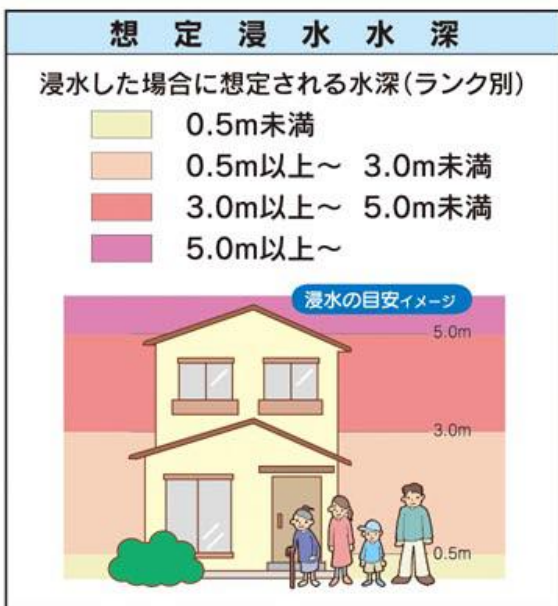 想定浸水水深
浸水した場合に想定される水深(ランク別)
0.5m未満
0.5m以上～ 3.0m未満
3.0m以上～ 5.0m未満
5.0m以上～
浸水の目安イメージ
5.0m
3.0m
0.5m